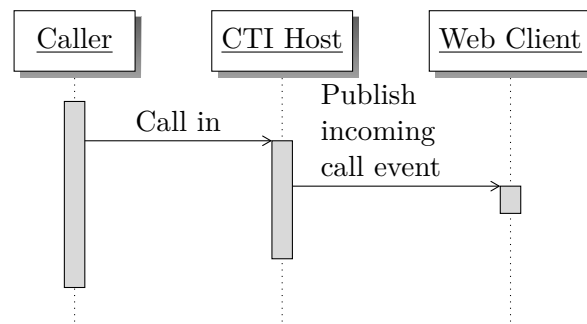 Caller
CTI Host
Web Client
Call in
Publish
incoming
call event